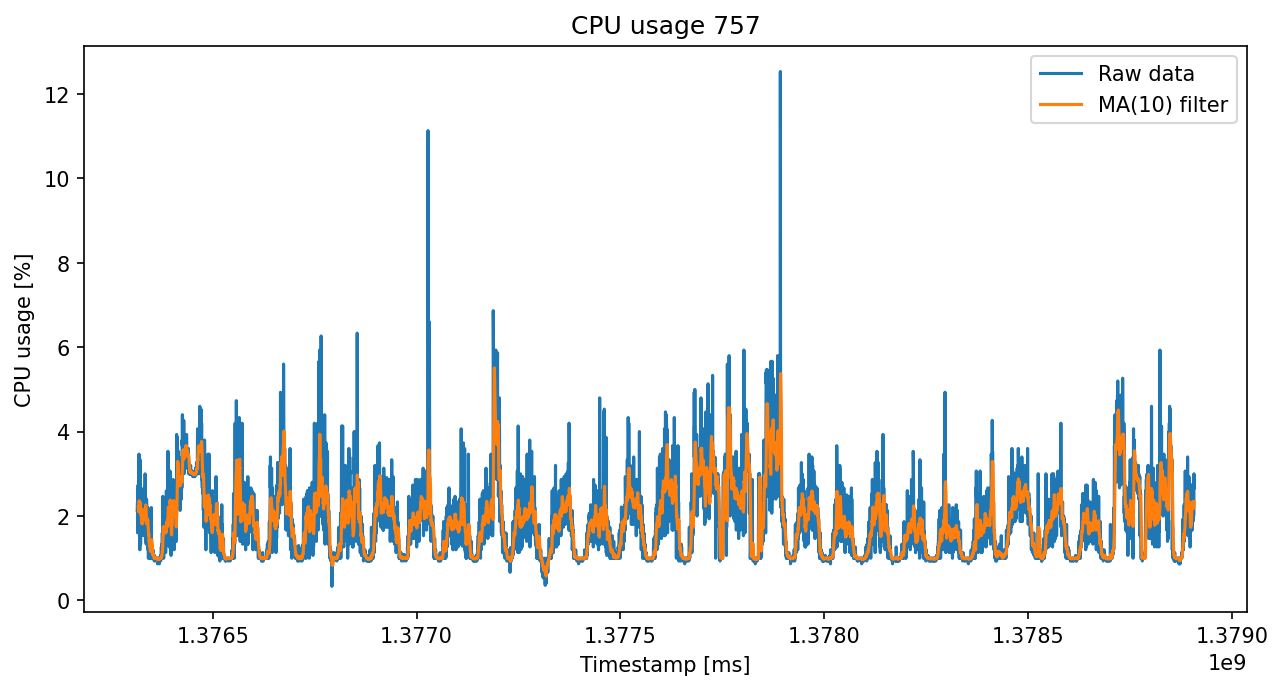 CPU usage 757
Raw data
MA(10) filter
CPU usage [%]
12
10
8
6
4
2
0
1.3765 1.3770 1.3775 1.3780 1.3785 1.3790
1e9
Timestamp [ms]